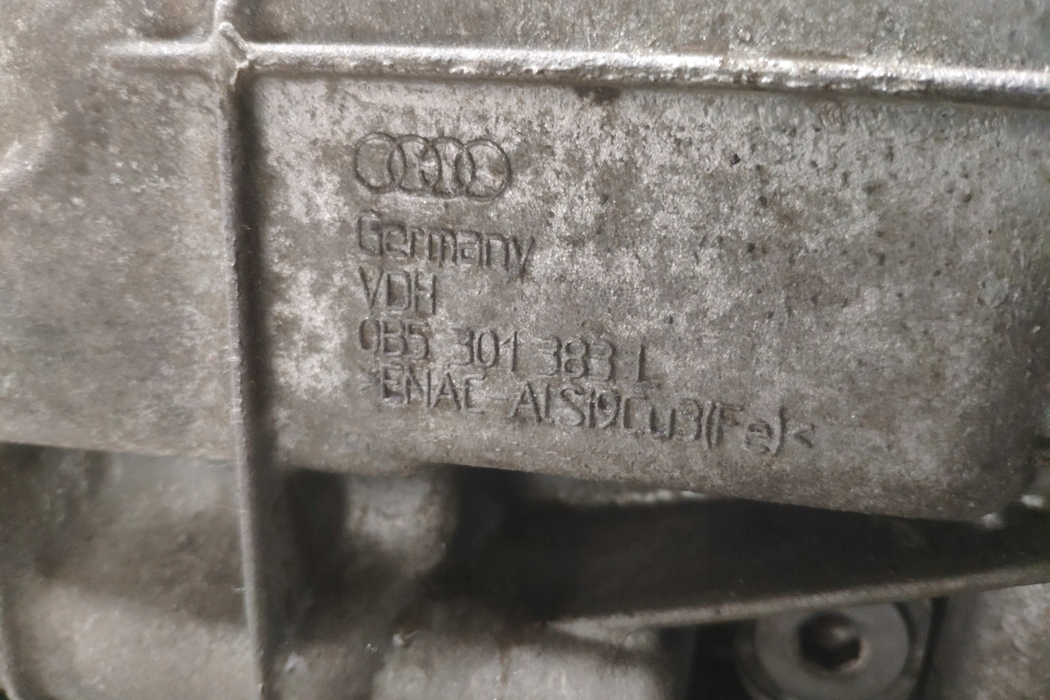 Germany
VDH
0B5 301 383 L
>ENAC-AlSi9Cu3(Fe)<